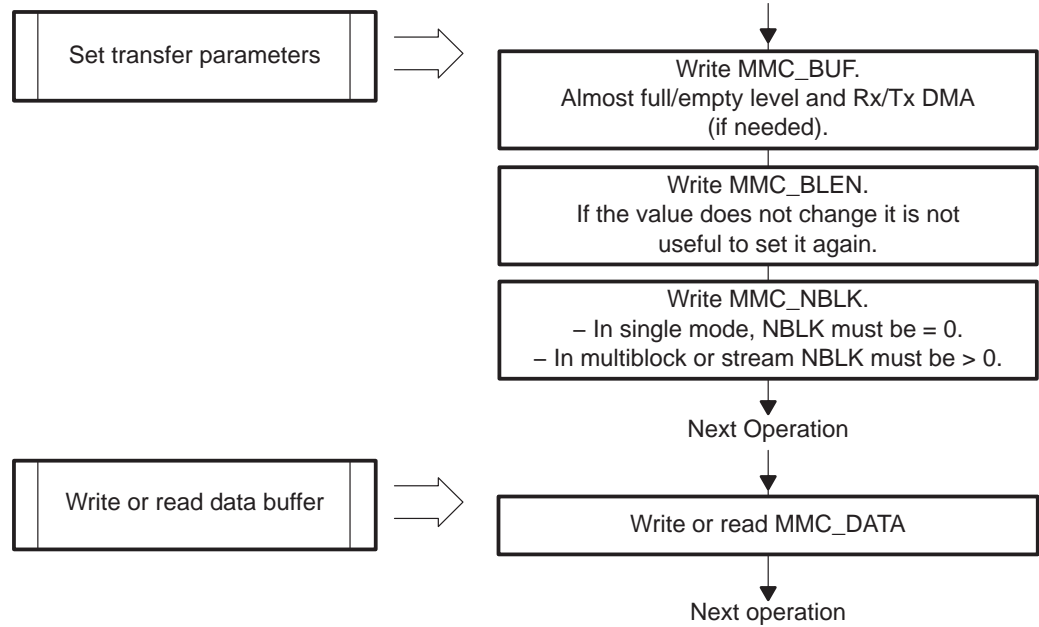 Set transfer parameters
Write MMC_BUF.
Almost full/empty level and Rx/Tx DMA
(if needed).
Write MMC_BLEN.
If the value does not change it is not
useful to set it again.
Write MMC_NBLK.
− In single mode, NBLK must be = 0.
− In multiblock or stream NBLK must be > 0.
Next Operation
Write or read data buffer
Write or read MMC_DATA
Next operation